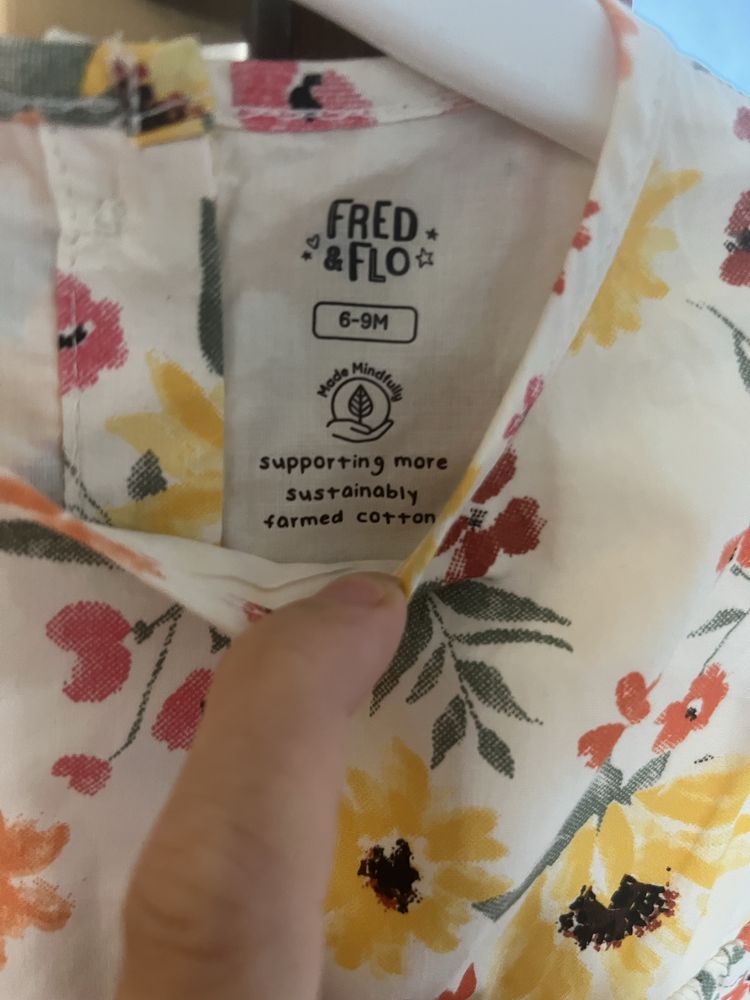 FRED
&FLO
6-9M
Made Mindfully
supporting more
sustainably
farmed cotton